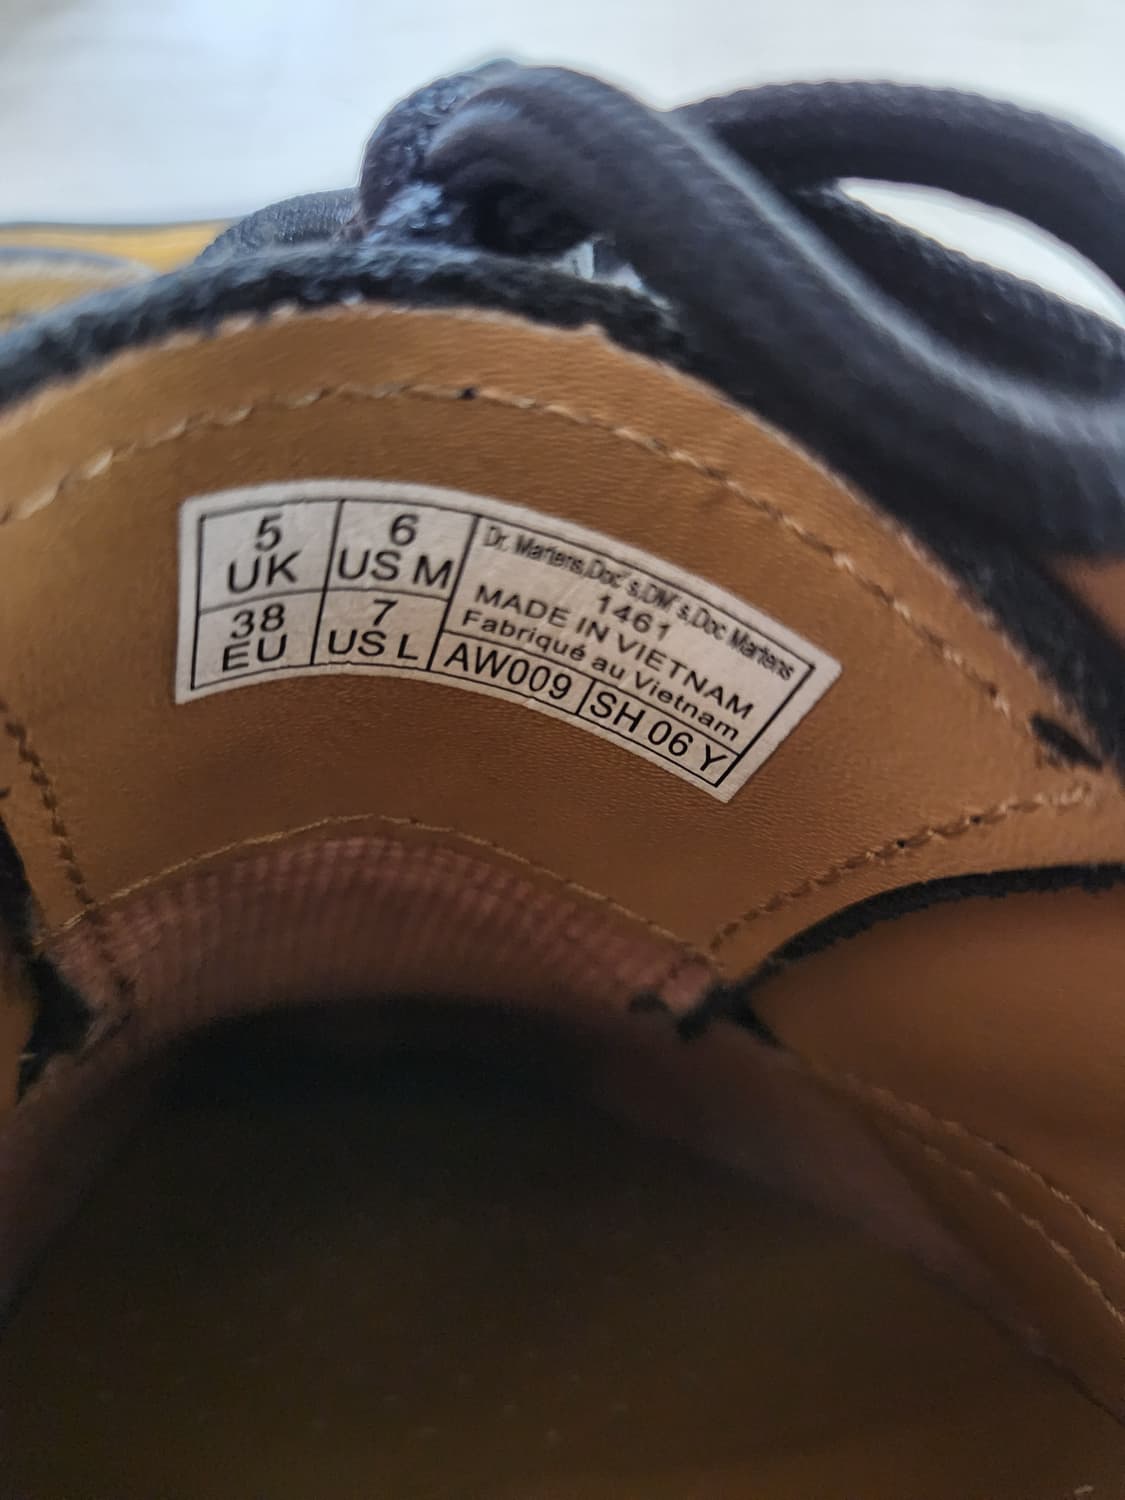 5
UK
38
EU
6
US M
7
US L
Dr. Martens,Doc's,DM's,Doc Martens
1461
MADE IN VIETNAM
Fabriqué au Vietnam
AW009
SH 06 Y